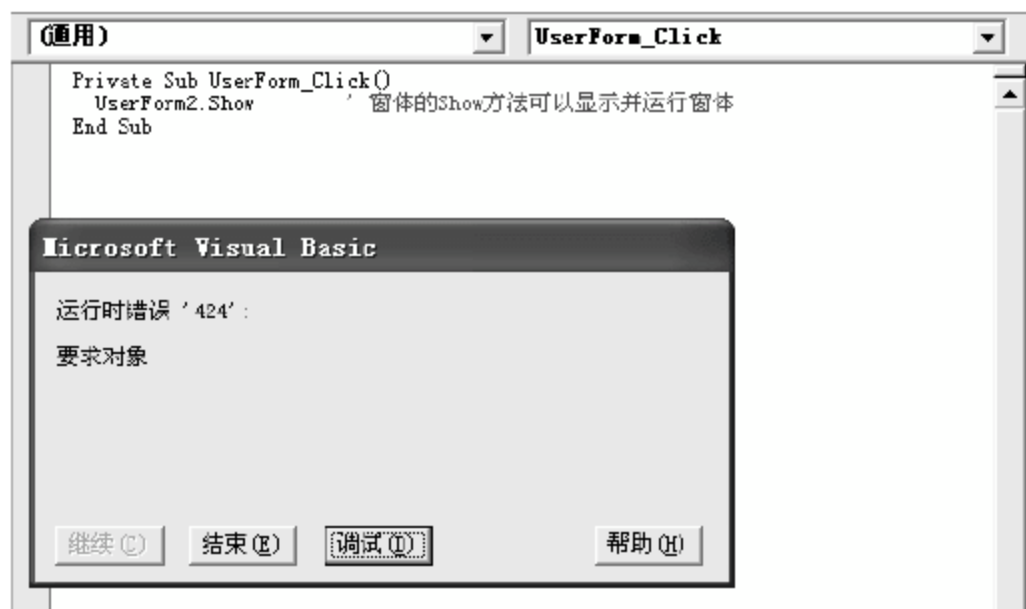 (通用) UserForm_Click
Private Sub UserForm_Click()
UserForm2.Show ' 窗体的Show方法可以显示并运行窗体
End Sub
Microsoft Visual Basic
运行时错误 '424':
要求对象
继续(C) 结束(E) 调试(D) 帮助(H)